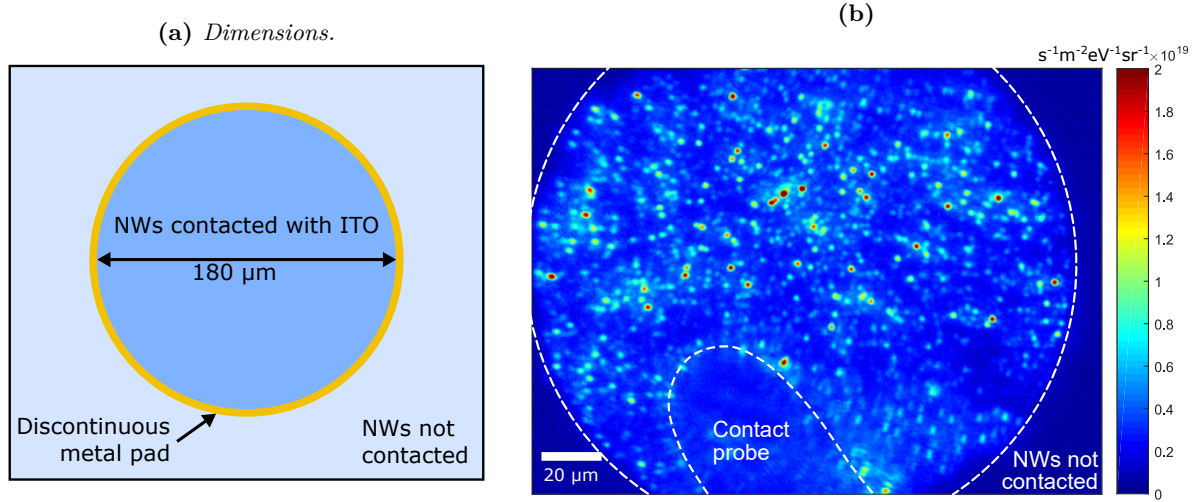 (a) Dimensions.
NWs contacted with ITO
180 µm
Discontinuous
metal pad
NWs not
contacted
(b)
s⁻¹m⁻²eV⁻¹sr⁻¹×10¹⁹
2
1.8
1.6
1.4
1.2
1
0.8
0.6
0.4
0.2
0
Contact
probe
20 µm
NWs not
contacted